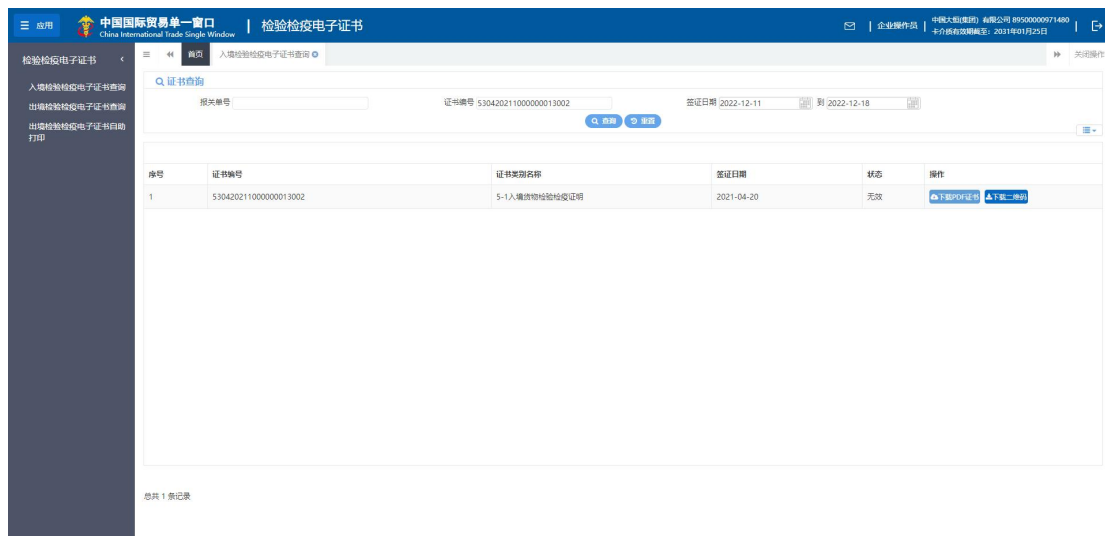 应用
中国国际贸易单一窗口
China International Trade Single Window
检验检疫电子证书
企业操作员
有限公司 89500000971480
卡介质有效期截至：2031年01月25日
检验检疫电子证书
首页
入境检验检疫电子证书查询
关闭操作
入境检验检疫电子证书查询
出境检验检疫电子证书查询
出境检验检疫电子证书自助打印
证书查询
报关单号
证书编号 530420211000000013002
签证日期 2022-12-11 到 2022-12-18
查询 重置
序号 证书编号 证书类别名称 签证日期 状态 操作
1 530420211000000013002 5-1入境货物检验检疫证明 2021-04-20 无效 下载PDF证书 下载二维码
总共 1 条记录